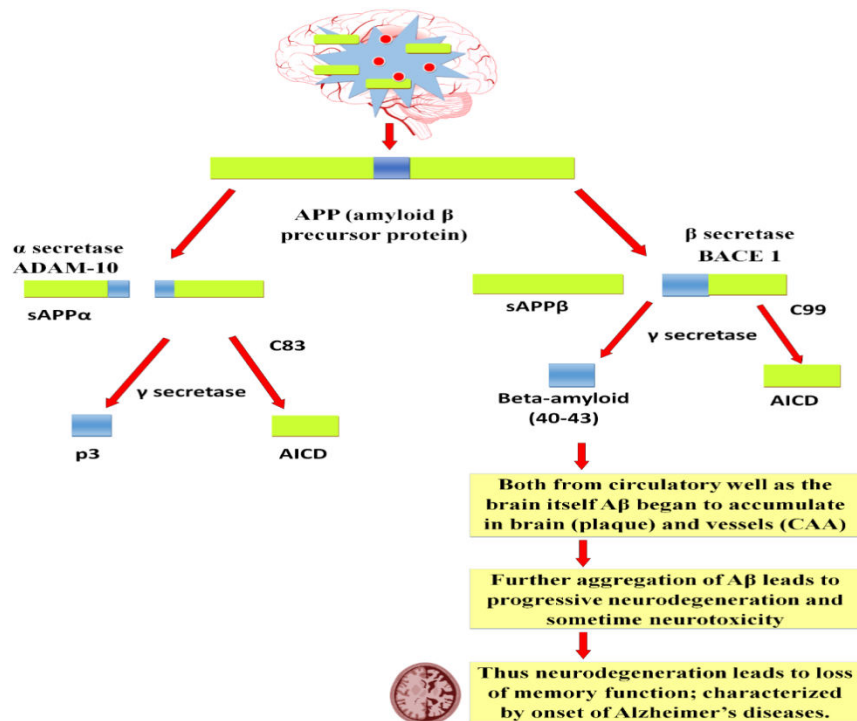 APP (amyloid β
precursor protein)
α secretase
ADAM-10
sAPPα
C83
γ secretase
p3
AICD
β secretase
BACE 1
sAPPβ
C99
γ secretase
Beta-amyloid
(40-43)
AICD
Both from circulatory well as the
brain itself Aβ began to accumulate
in brain (plaque) and vessels (CAA)
Further aggregation of Aβ leads to
progressive neurodegeneration and
sometime neurotoxicity
Thus neurodegeneration leads to loss
of memory function; characterized
by onset of Alzheimer's diseases.